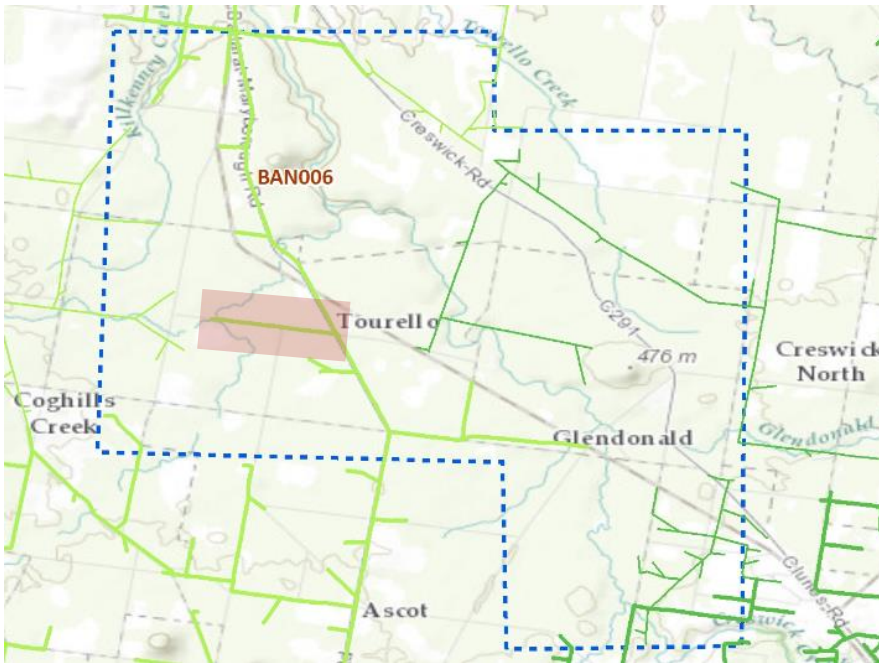 Killkenney Creek
Tourello Creek
Creswick-Rd
BAN006
C291
Tourello
476 m
Creswick
North
Coghills
Creek
Glendonald
Glendonald
Clunes-Rd
Ascot
Creswick